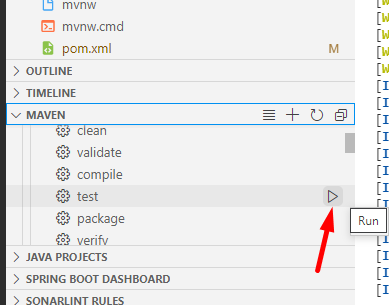 mvnw
mvnw.cmd
pom.xml M
OUTLINE
TIMELINE
MAVEN
clean
validate
compile
test
package
verify
Run
JAVA PROJECTS
SPRING BOOT DASHBOARD
SONARLINT RULES
[W
[W
[W
[W
[W
[I
[I
[I
[I
[I
[I
[I
[I
[I
[I
[I
[I
[I